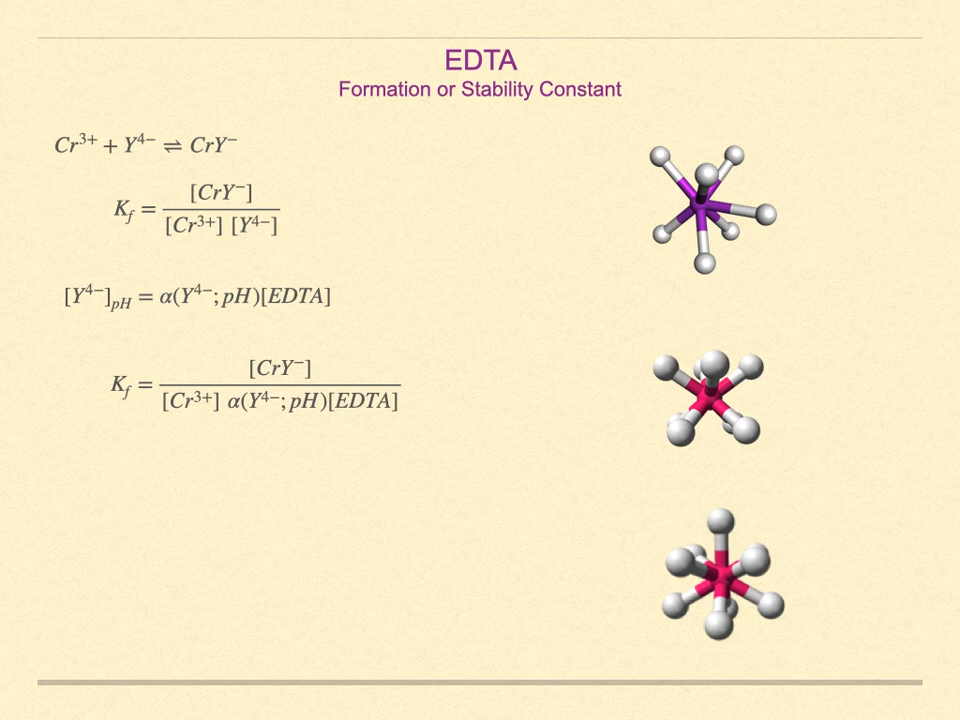 EDTA
Formation or Stability Constant
Cr³⁺ + Y⁴⁻ ⇌ CrY⁻
K_f = [CrY⁻] / [Cr³⁺] [Y⁴⁻]
[Y⁴⁻]_pH = α(Y⁴⁻; pH)[EDTA]
K_f = [CrY⁻] / [Cr³⁺] α(Y⁴⁻; pH)[EDTA]